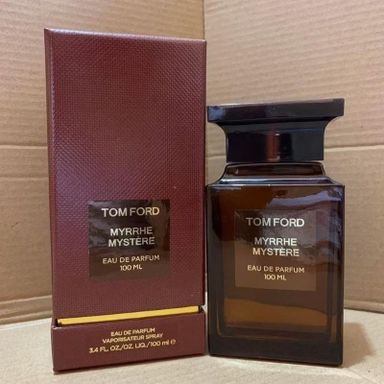 TOM FORD
MYRRHE
MYSTÈRE
EAU DE PARFUM
100 ML
EAU DE PARFUM
VAPORISATEUR SPRAY
3.4 FL. OZ./OZ. LIQ./100 ml ℮
TOM FORD
MYRRHE
MYSTÈRE
EAU DE PARFUM
100 ML